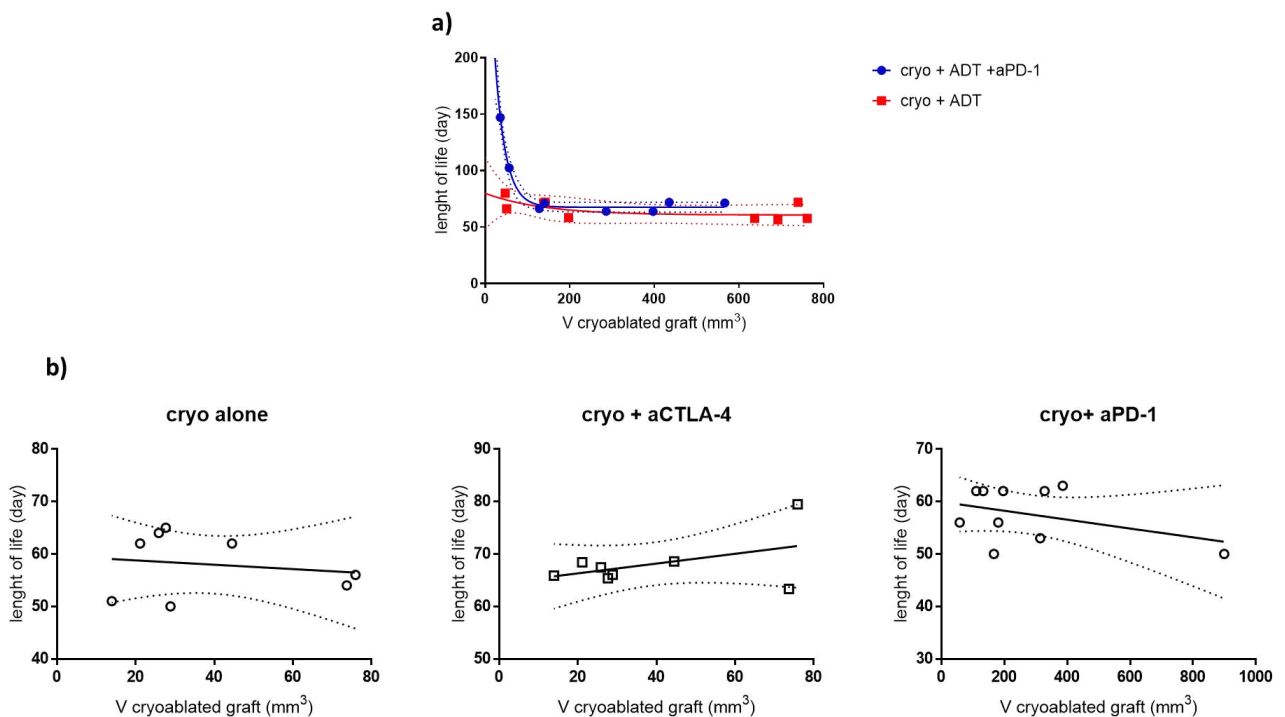 a)
200
150
100
50
0
lenght of life (day)
0 200 400 600 800
V cryoablated graft (mm³)
cryo + ADT +aPD-1
cryo + ADT
b)
cryo alone
80
70
60
50
40
lenght of life (day)
0 20 40 60 80
V cryoablated graft (mm³)
cryo + aCTLA-4
90
80
70
60
50
lenght of life (day)
0 20 40 60 80
V cryoablated graft (mm³)
cryo+ aPD-1
70
60
50
40
30
lenght of life (day)
0 200 400 600 800 1000
V cryoablated graft (mm³)